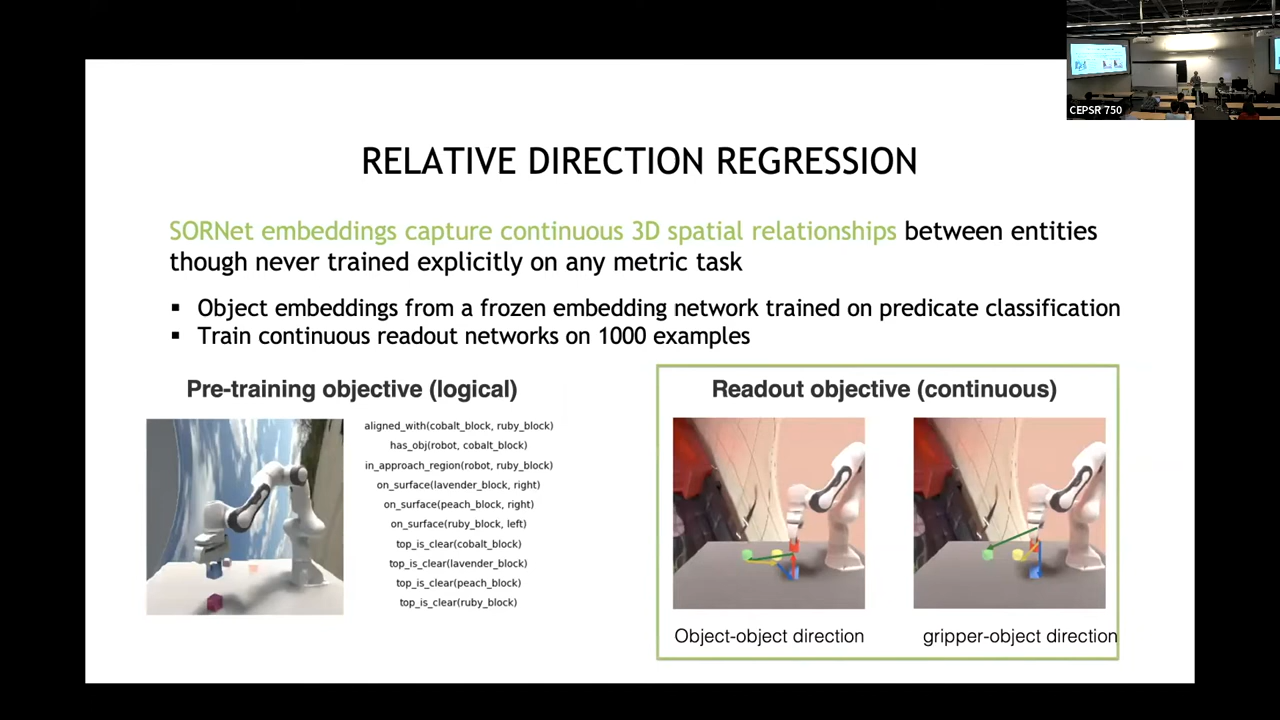 CEPSR 750
RELATIVE DIRECTION REGRESSION
SORNet embeddings capture continuous 3D spatial relationships between entities
though never trained explicitly on any metric task
▪ Object embeddings from a frozen embedding network trained on predicate classification
▪ Train continuous readout networks on 1000 examples
Pre-training objective (logical)
aligned_with(cobalt_block, ruby_block)
has_obj(robot, cobalt_block)
in_approach_region(robot, ruby_block)
on_surface(lavender_block, right)
on_surface(peach_block, right)
on_surface(ruby_block, left)
top_is_clear(cobalt_block)
top_is_clear(lavender_block)
top_is_clear(peach_block)
top_is_clear(ruby_block)
Readout objective (continuous)
Object-object direction
gripper-object direction